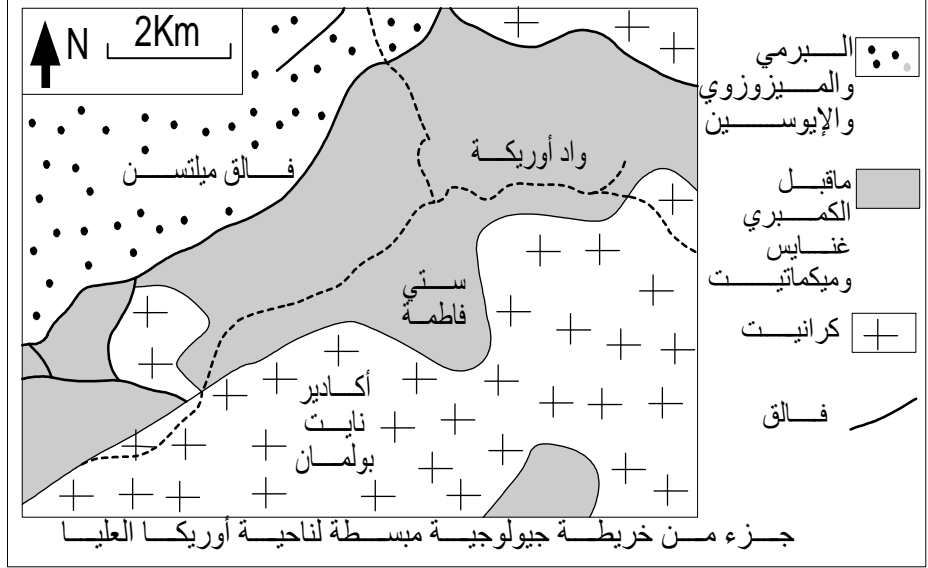 N
2Km
البرمي
والميزوزوي
والإيوسين
ماقبل
الكمبري
غنايس
وميكماتيت
كرانيت
فالق
واد أوريكة
فالق ميلتسن
ستي
فاطمة
أكادير
نايت
بولمان
جزء من خريطة جيولوجية مبسطة لناحية أوريكا العليا